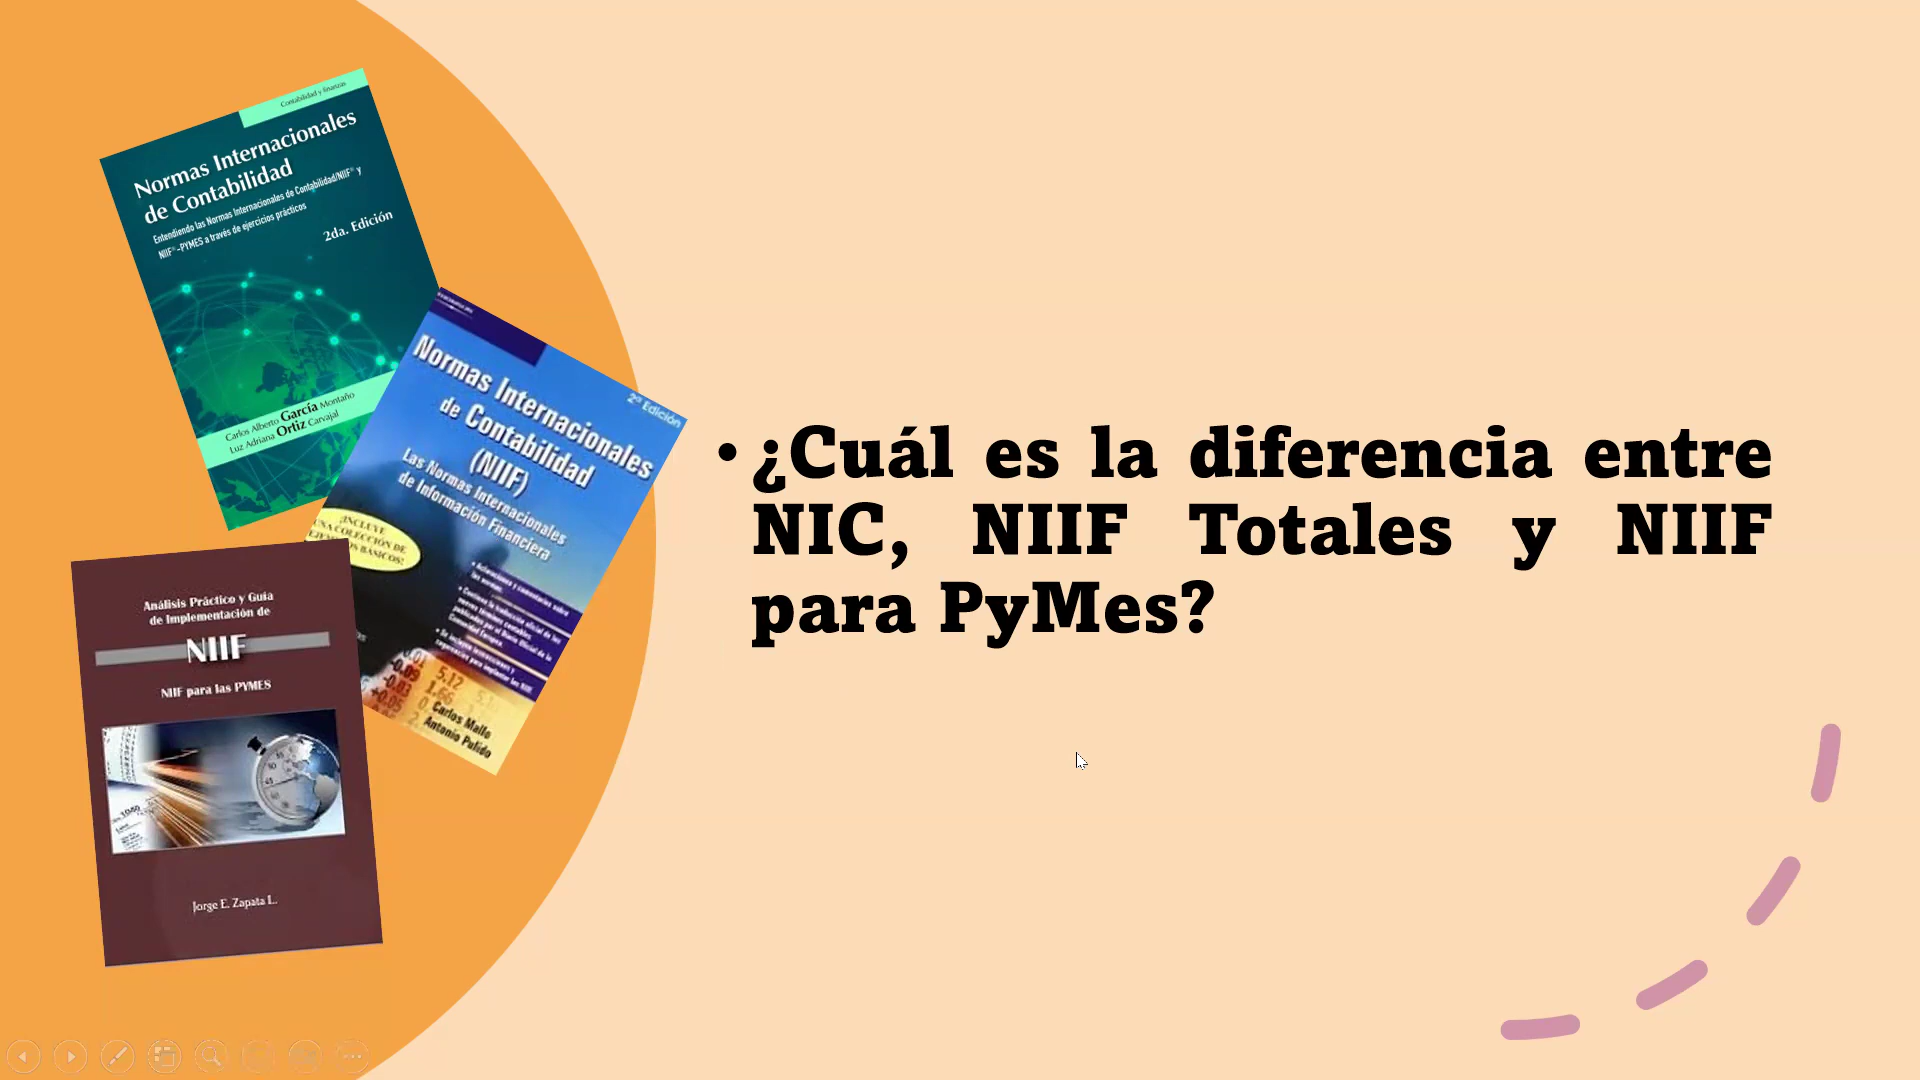 Contabilidad y finanzas
Normas Internacionales
de Contabilidad
Entendiendo las Normas Internacionales de Contabilidad/NIIF® y
NIIF®-PYMES a través de ejercicios prácticos
2da. Edición
Carlos Alberto García Montaño
Luz Adriana Ortiz Carvajal
2ª Edición
Normas Internacionales
de Contabilidad
(NIIF)
Las Normas Internacionales
de Información Financiera
¡INCLUYE
UNA COLECCIÓN DE
BÁSICOS!
Carlos Mallo
Antonio Pulido
Análisis Práctico y Guía
de Implementación de
NIIF
NIIF para las PYMES
Jorge E. Zapata L.
• ¿Cuál es la diferencia entre
NIC, NIIF Totales y NIIF
para PyMes?